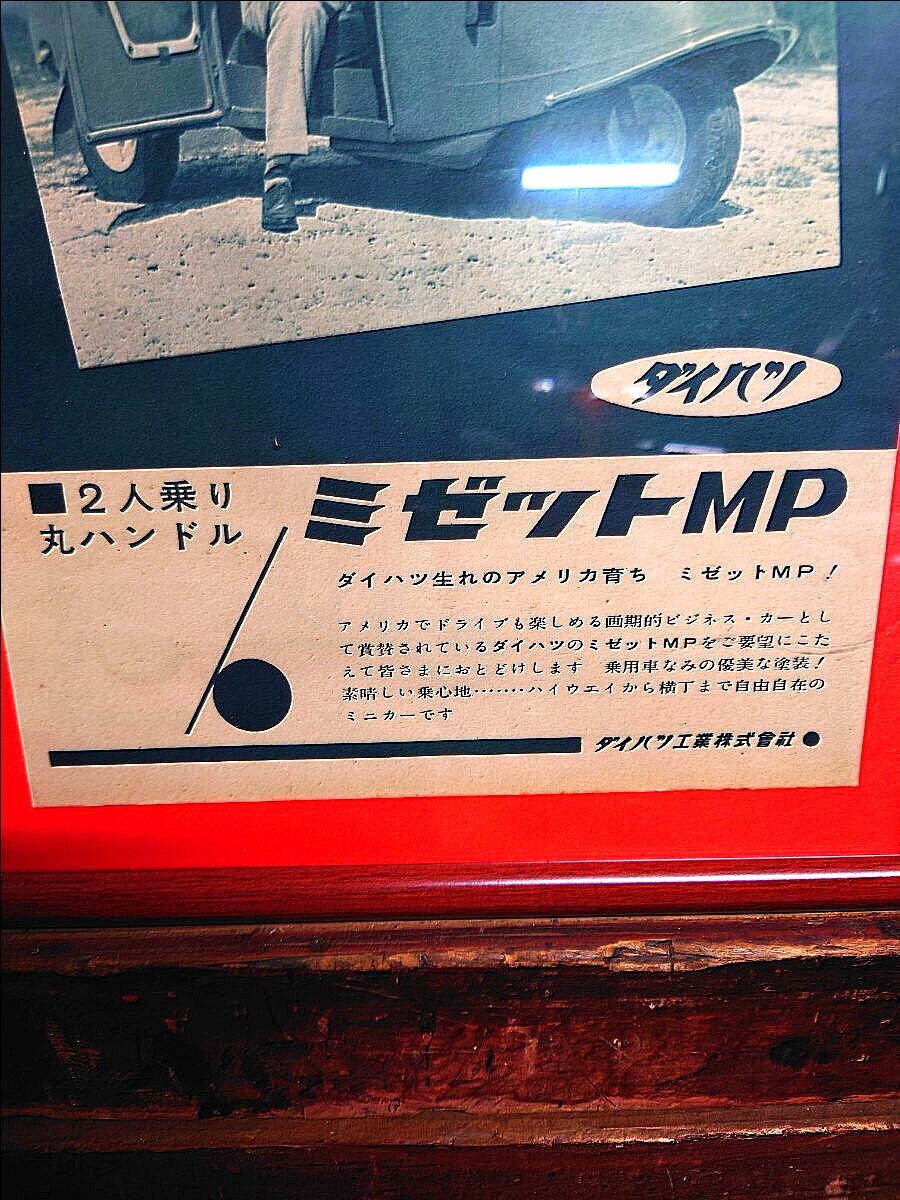 ダイハツ
■2人乗り
丸ハンドル
ミゼットMP
ダイハツ生れのアメリカ育ち　ミゼットMP！
アメリカでドライブも楽しめる画期的ビジネス・カーとし
て賞賛されているダイハツのミゼットMPをご要望にこた
えて皆さまにおとどけします　乗用車なみの優美な塗装！
素晴しい乗心地………ハイウエイから横丁まで自由自在の
ミニカーです
ダイハツ工業株式會社●